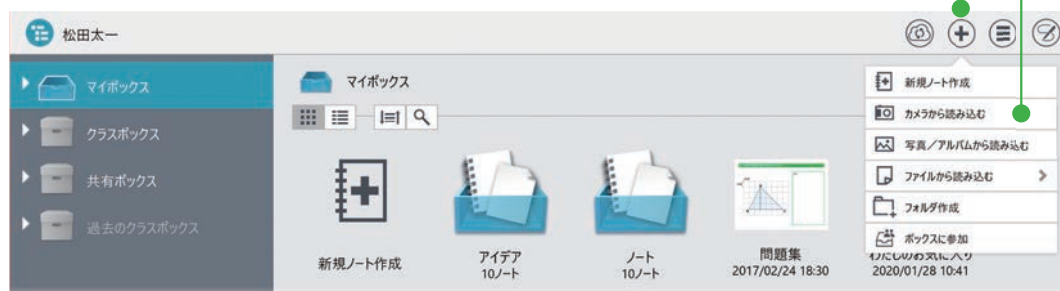 松田太一
マイボックス
クラスボックス
共有ボックス
過去のクラスボックス
マイボックス
新規ノート作成
アイデア
10ノート
ノート
10ノート
問題集
2017/02/24 18:30
わたしのお気に入り
2020/01/28 10:41
新規ノート作成
カメラから読み込む
写真／アルバムから読み込む
ファイルから読み込む
フォルダ作成
ボックスに参加